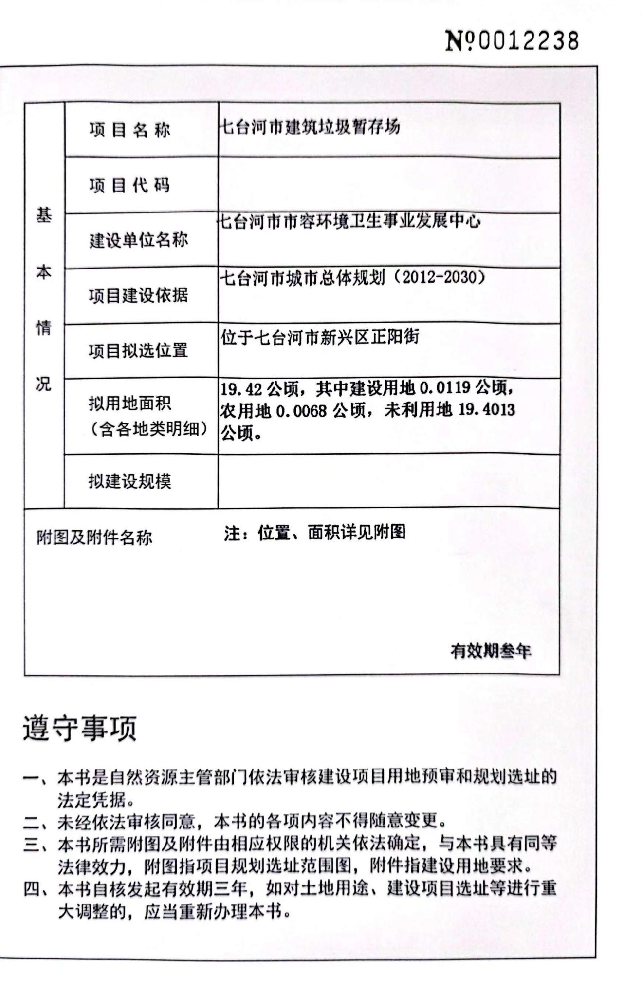 №0012238
基本情况
项目名称
七台河市建筑垃圾暂存场
项目代码
建设单位名称
七台河市市容环境卫生事业发展中心
项目建设依据
七台河市城市总体规划（2012-2030）
项目拟选位置
位于七台河市新兴区正阳街
拟用地面积
（含各地类明细）
19.42公顷，其中建设用地0.0119公顷，
农用地0.0068公顷，未利用地19.4013
公顷。
拟建设规模
附图及附件名称
注：位置、面积详见附图
有效期叁年
遵守事项
一、本书是自然资源主管部门依法审核建设项目用地预审和规划选址的
法定凭据。
二、未经依法审核同意，本书的各项内容不得随意变更。
三、本书所需附图及附件由相应权限的机关依法确定，与本书具有同等
法律效力，附图指项目规划选址范围图，附件指建设用地要求。
四、本书自核发起有效期三年，如对土地用途、建设项目选址等进行重
大调整的，应当重新办理本书。